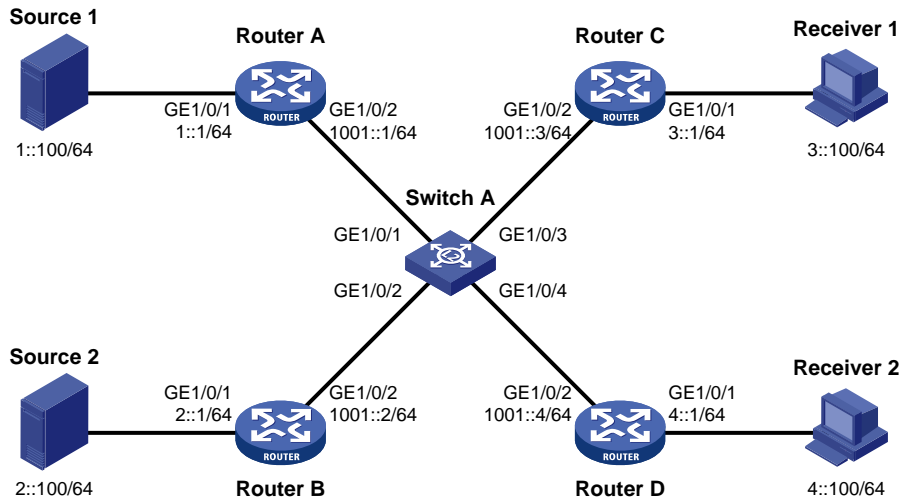 Source 1
Router A
Router C
Receiver 1
GE1/0/1
1::1/64
GE1/0/2
1001::1/64
GE1/0/2
1001::3/64
GE1/0/1
3::1/64
ROUTER
ROUTER
1::100/64
3::100/64
Switch A
GE1/0/1
GE1/0/3
GE1/0/2
GE1/0/4
Source 2
Receiver 2
GE1/0/1
2::1/64
GE1/0/2
1001::2/64
GE1/0/2
1001::4/64
GE1/0/1
4::1/64
ROUTER
ROUTER
2::100/64
Router B
Router D
4::100/64